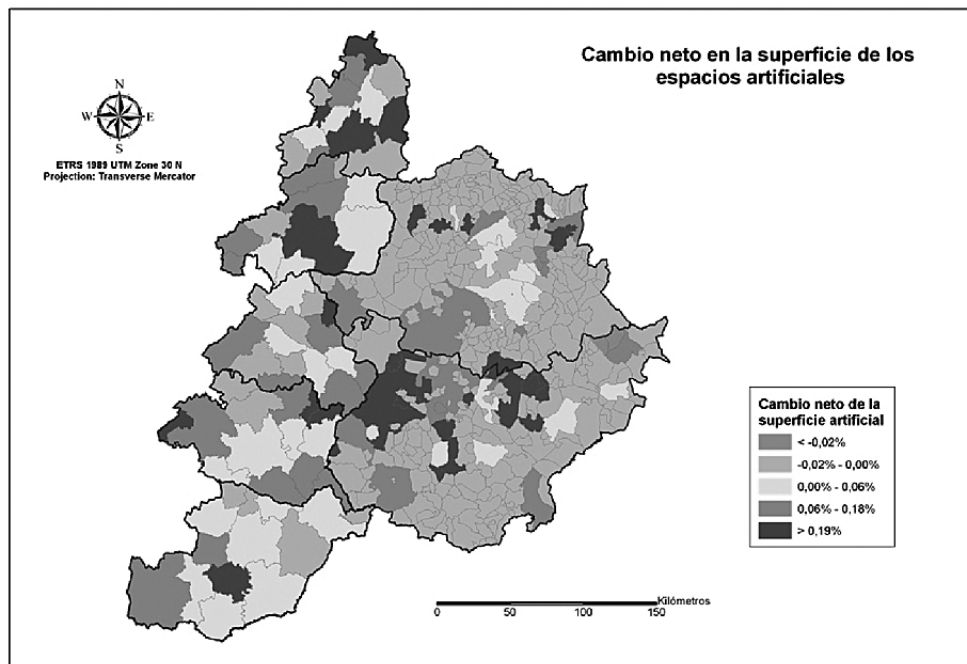 Cambio neto en la superficie de los
espacios artificiales
N
W E
S
ETRS 1989 UTM Zone 30 N
Projection: Transverse Mercator
Cambio neto de la
superficie artificial
< -0,02%
-0,02% - 0,00%
0,00% - 0,06%
0,06% - 0,18%
> 0,19%
Kilómetros
0 50 100 150